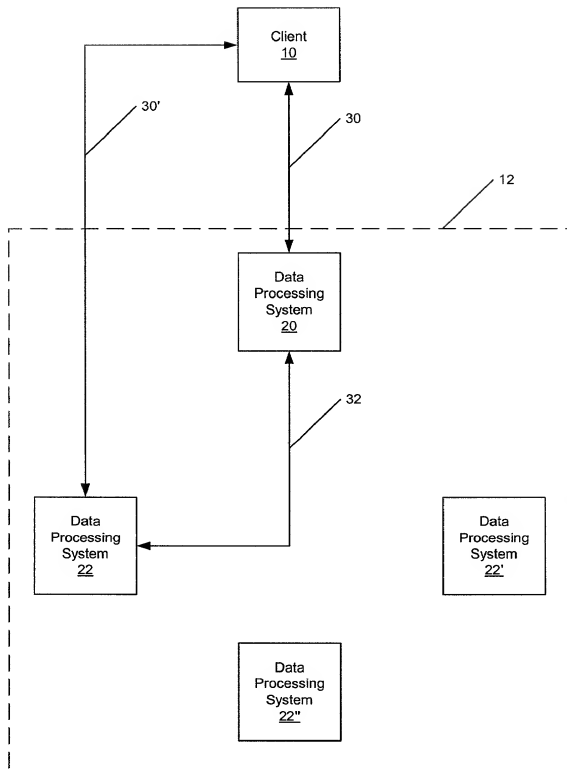 Client
10
30'
30
12
Data
Processing
System
20
32
Data
Processing
System
22
Data
Processing
System
22'
Data
Processing
System
22"